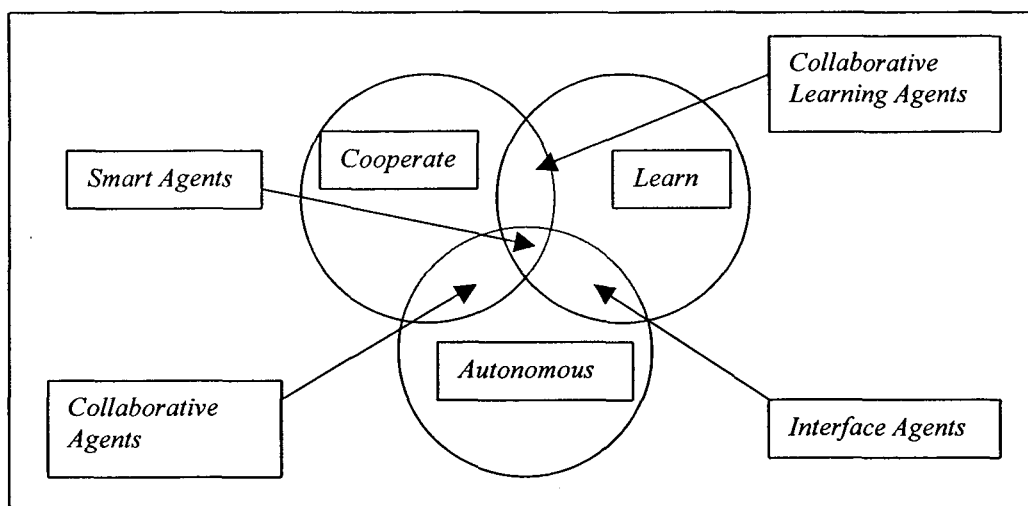 Collaborative
Learning Agents
Cooperate
Learn
Smart Agents
Autonomous
Collaborative
Agents
Interface Agents